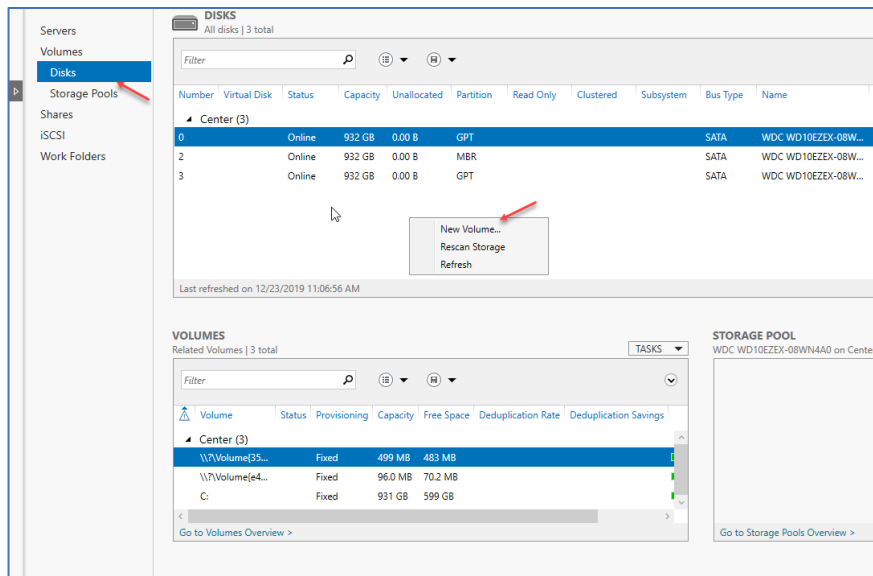 Servers
Volumes
Disks
Storage Pools
Shares
iSCSI
Work Folders
DISKS
All disks | 3 total
Filter
Number Virtual Disk Status Capacity Unallocated Partition Read Only Clustered Subsystem Bus Type Name
Center (3)
0 Online 932 GB 0.00 B GPT SATA WDC WD10EZEX-08W...
2 Online 932 GB 0.00 B MBR SATA WDC WD10EZEX-08W...
3 Online 932 GB 0.00 B GPT SATA WDC WD10EZEX-08W...
New Volume...
Rescan Storage
Refresh
Last refreshed on 12/23/2019 11:06:56 AM
VOLUMES
Related Volumes | 3 total
TASKS
Filter
Volume Status Provisioning Capacity Free Space Deduplication Rate Deduplication Savings
Center (3)
\\?\Volume{35... Fixed 499 MB 483 MB
\\?\Volume{e4... Fixed 96.0 MB 70.2 MB
C: Fixed 931 GB 599 GB
Go to Volumes Overview >
STORAGE POOL
WDC WD10EZEX-08WN4A0 on Cente
Go to Storage Pools Overview >